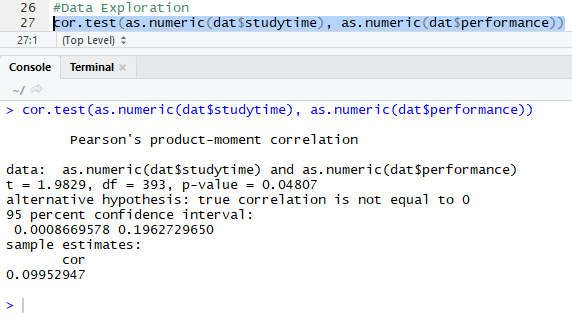 26 #Data Exploration
27 cor.test(as.numeric(dat$studytime), as.numeric(dat$performance))
27:1 (Top Level)
Console Terminal ×
~/
> cor.test(as.numeric(dat$studytime), as.numeric(dat$performance))
Pearson's product-moment correlation
data: as.numeric(dat$studytime) and as.numeric(dat$performance)
t = 1.9829, df = 393, p-value = 0.04807
alternative hypothesis: true correlation is not equal to 0
95 percent confidence interval:
0.0008669578 0.1962729650
sample estimates:
cor
0.09952947
>